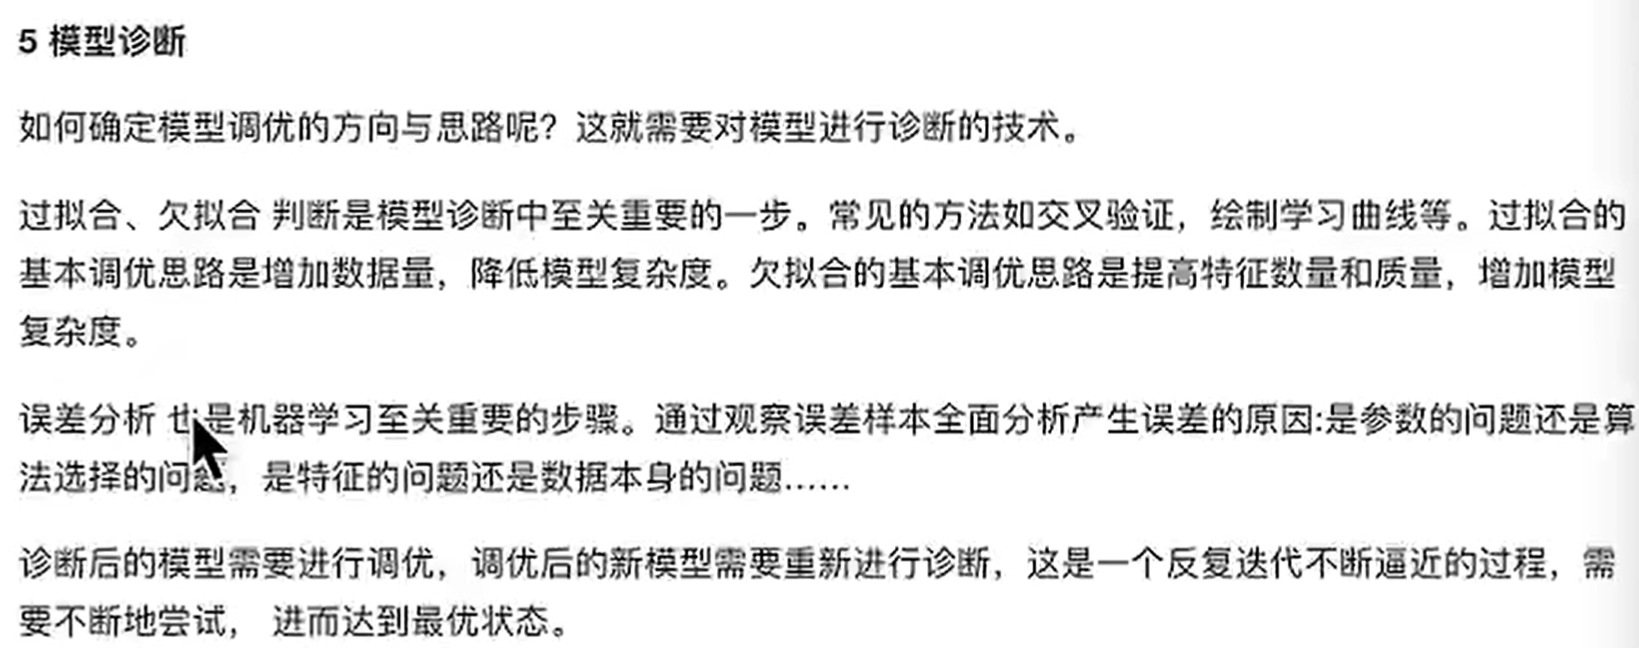 5 模型诊断
如何确定模型调优的方向与思路呢？这就需要对模型进行诊断的技术。
过拟合、欠拟合 判断是模型诊断中至关重要的一步。常见的方法如交叉验证，绘制学习曲线等。过拟合的
基本调优思路是增加数据量，降低模型复杂度。欠拟合的基本调优思路是提高特征数量和质量，增加模型
复杂度。
误差分析 也是机器学习至关重要的步骤。通过观察误差样本全面分析产生误差的原因:是参数的问题还是算
法选择的问题，是特征的问题还是数据本身的问题……
诊断后的模型需要进行调优，调优后的新模型需要重新进行诊断，这是一个反复迭代不断逼近的过程，需
要不断地尝试， 进而达到最优状态。